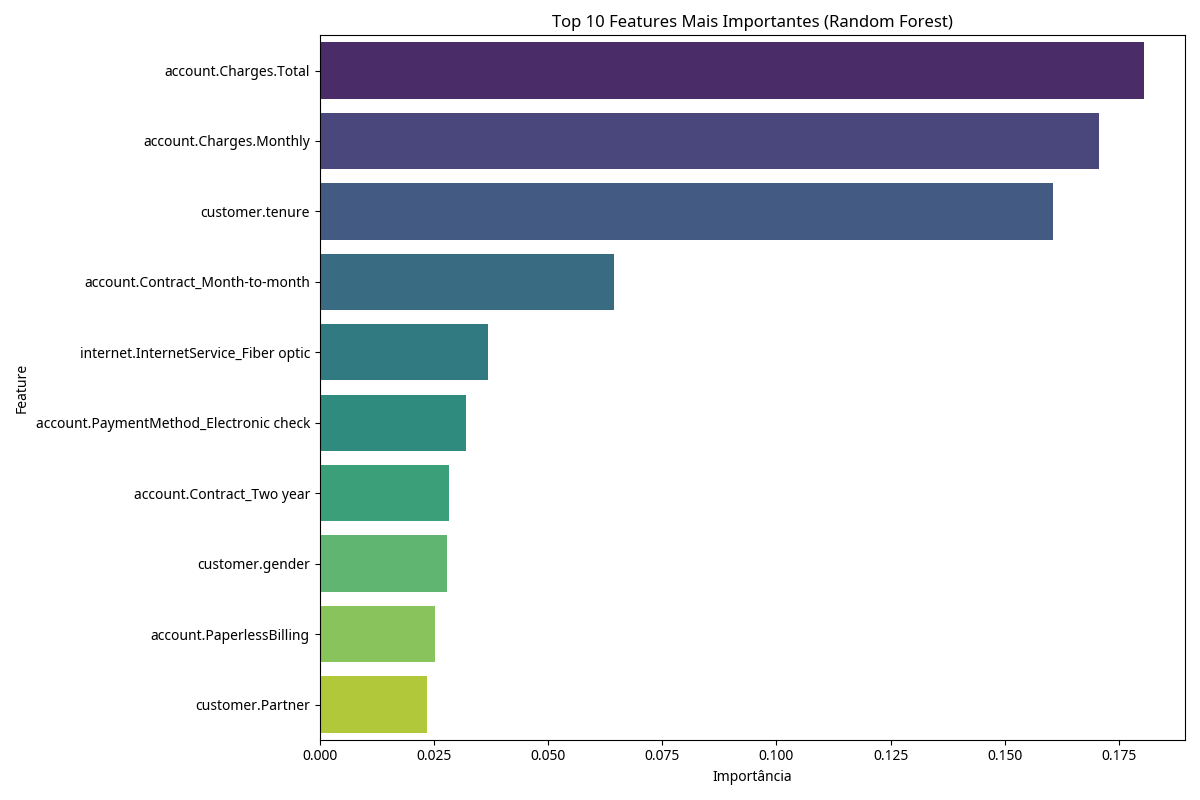 Top 10 Features Mais Importantes (Random Forest)
account.Charges.Total
account.Charges.Monthly
customer.tenure
account.Contract_Month-to-month
internet.InternetService_Fiber optic
account.PaymentMethod_Electronic check
account.Contract_Two year
customer.gender
account.PaperlessBilling
customer.Partner
Feature
0.000 0.025 0.050 0.075 0.100 0.125 0.150 0.175
Importância